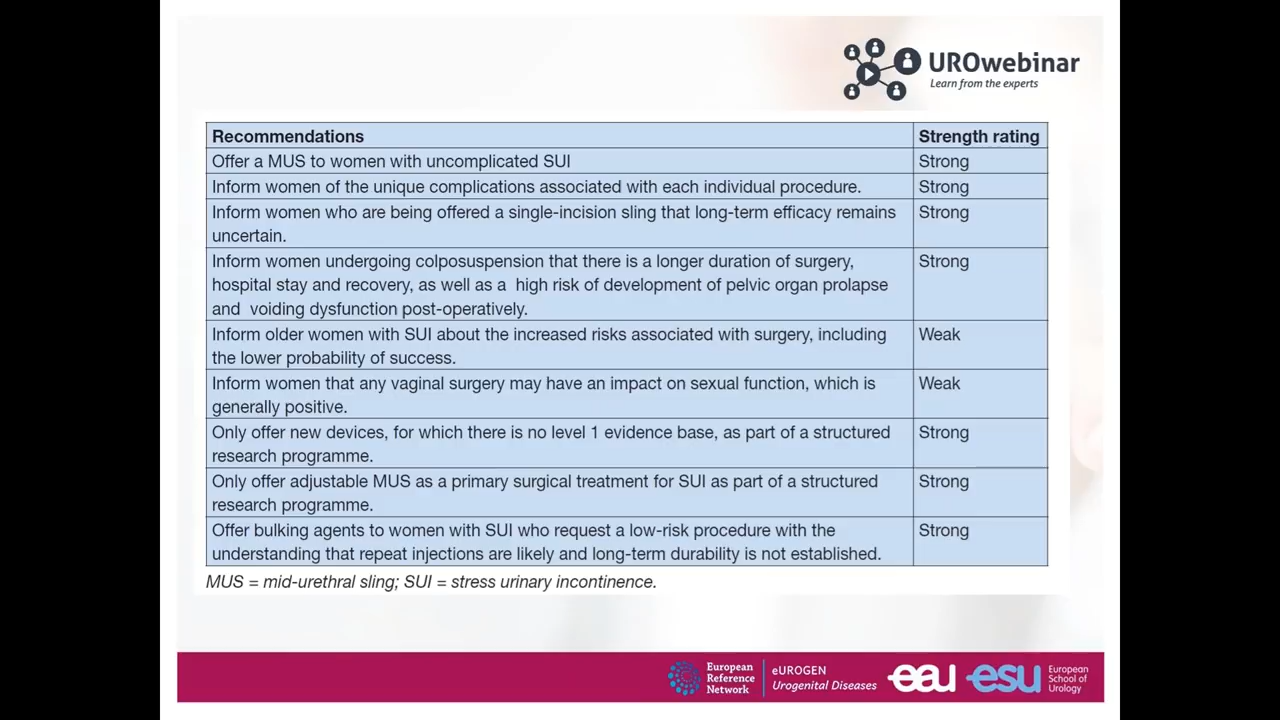 UROwebinar
Learn from the experts
Recommendations Strength rating
Offer a MUS to women with uncomplicated SUI Strong
Inform women of the unique complications associated with each individual procedure. Strong
Inform women who are being offered a single-incision sling that long-term efficacy remains Strong
uncertain.
Inform women undergoing colposuspension that there is a longer duration of surgery, Strong
hospital stay and recovery, as well as a high risk of development of pelvic organ prolapse
and voiding dysfunction post-operatively.
Inform older women with SUI about the increased risks associated with surgery, including Weak
the lower probability of success.
Inform women that any vaginal surgery may have an impact on sexual function, which is Weak
generally positive.
Only offer new devices, for which there is no level 1 evidence base, as part of a structured Strong
research programme.
Only offer adjustable MUS as a primary surgical treatment for SUI as part of a structured Strong
research programme.
Offer bulking agents to women with SUI who request a low-risk procedure with the Strong
understanding that repeat injections are likely and long-term durability is not established.
MUS = mid-urethral sling; SUI = stress urinary incontinence.
European
Reference
Network
eUROGEN
Urogenital Diseases
eau
esu
European
School of
Urology